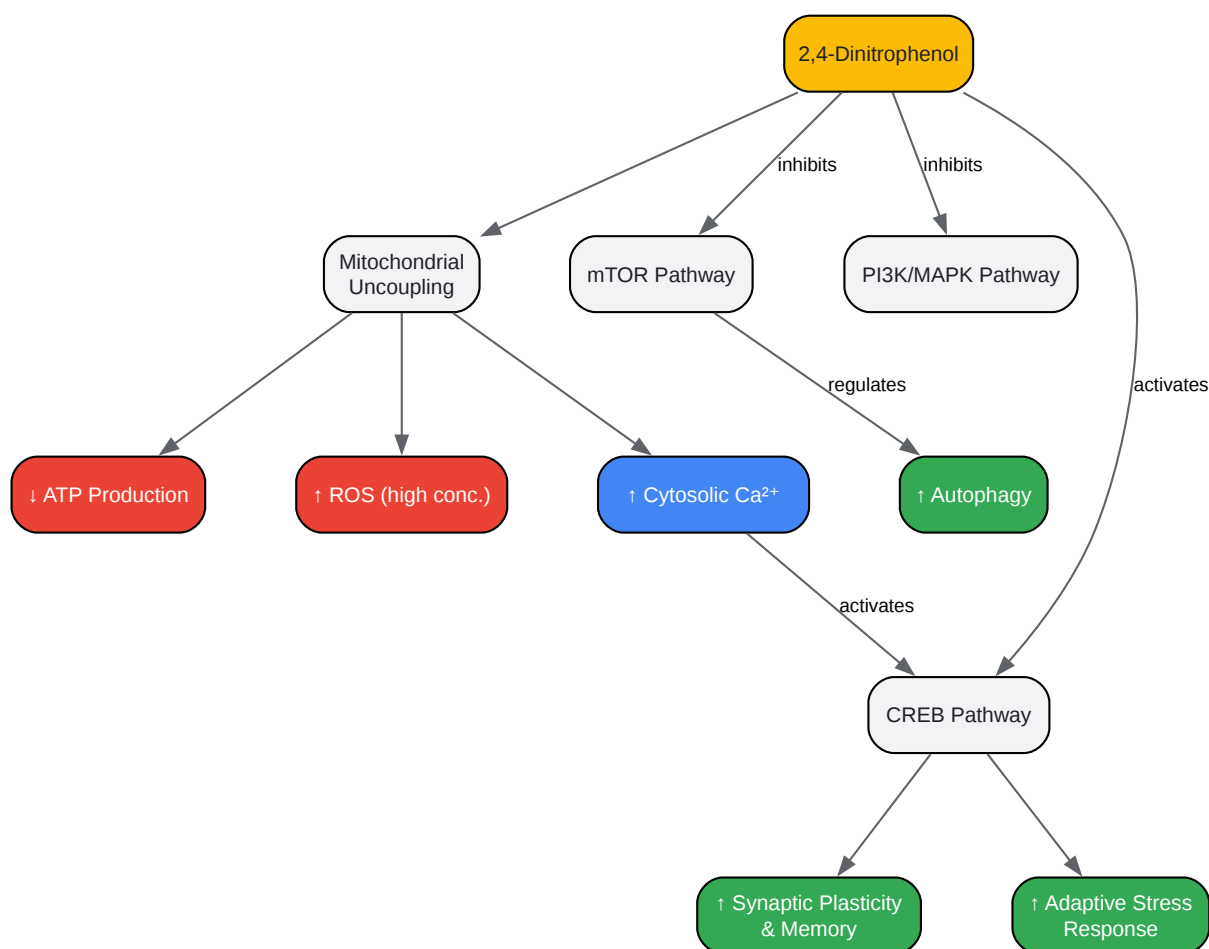 2,4-Dinitrophenol
inhibits
inhibits
Mitochondrial
Uncoupling
mTOR Pathway
PI3K/MAPK Pathway
regulates
activates
↓ ATP Production
↑ ROS (high conc.)
↑ Cytosolic Ca²⁺
↑ Autophagy
activates
CREB Pathway
↑ Synaptic Plasticity
& Memory
↑ Adaptive Stress
Response